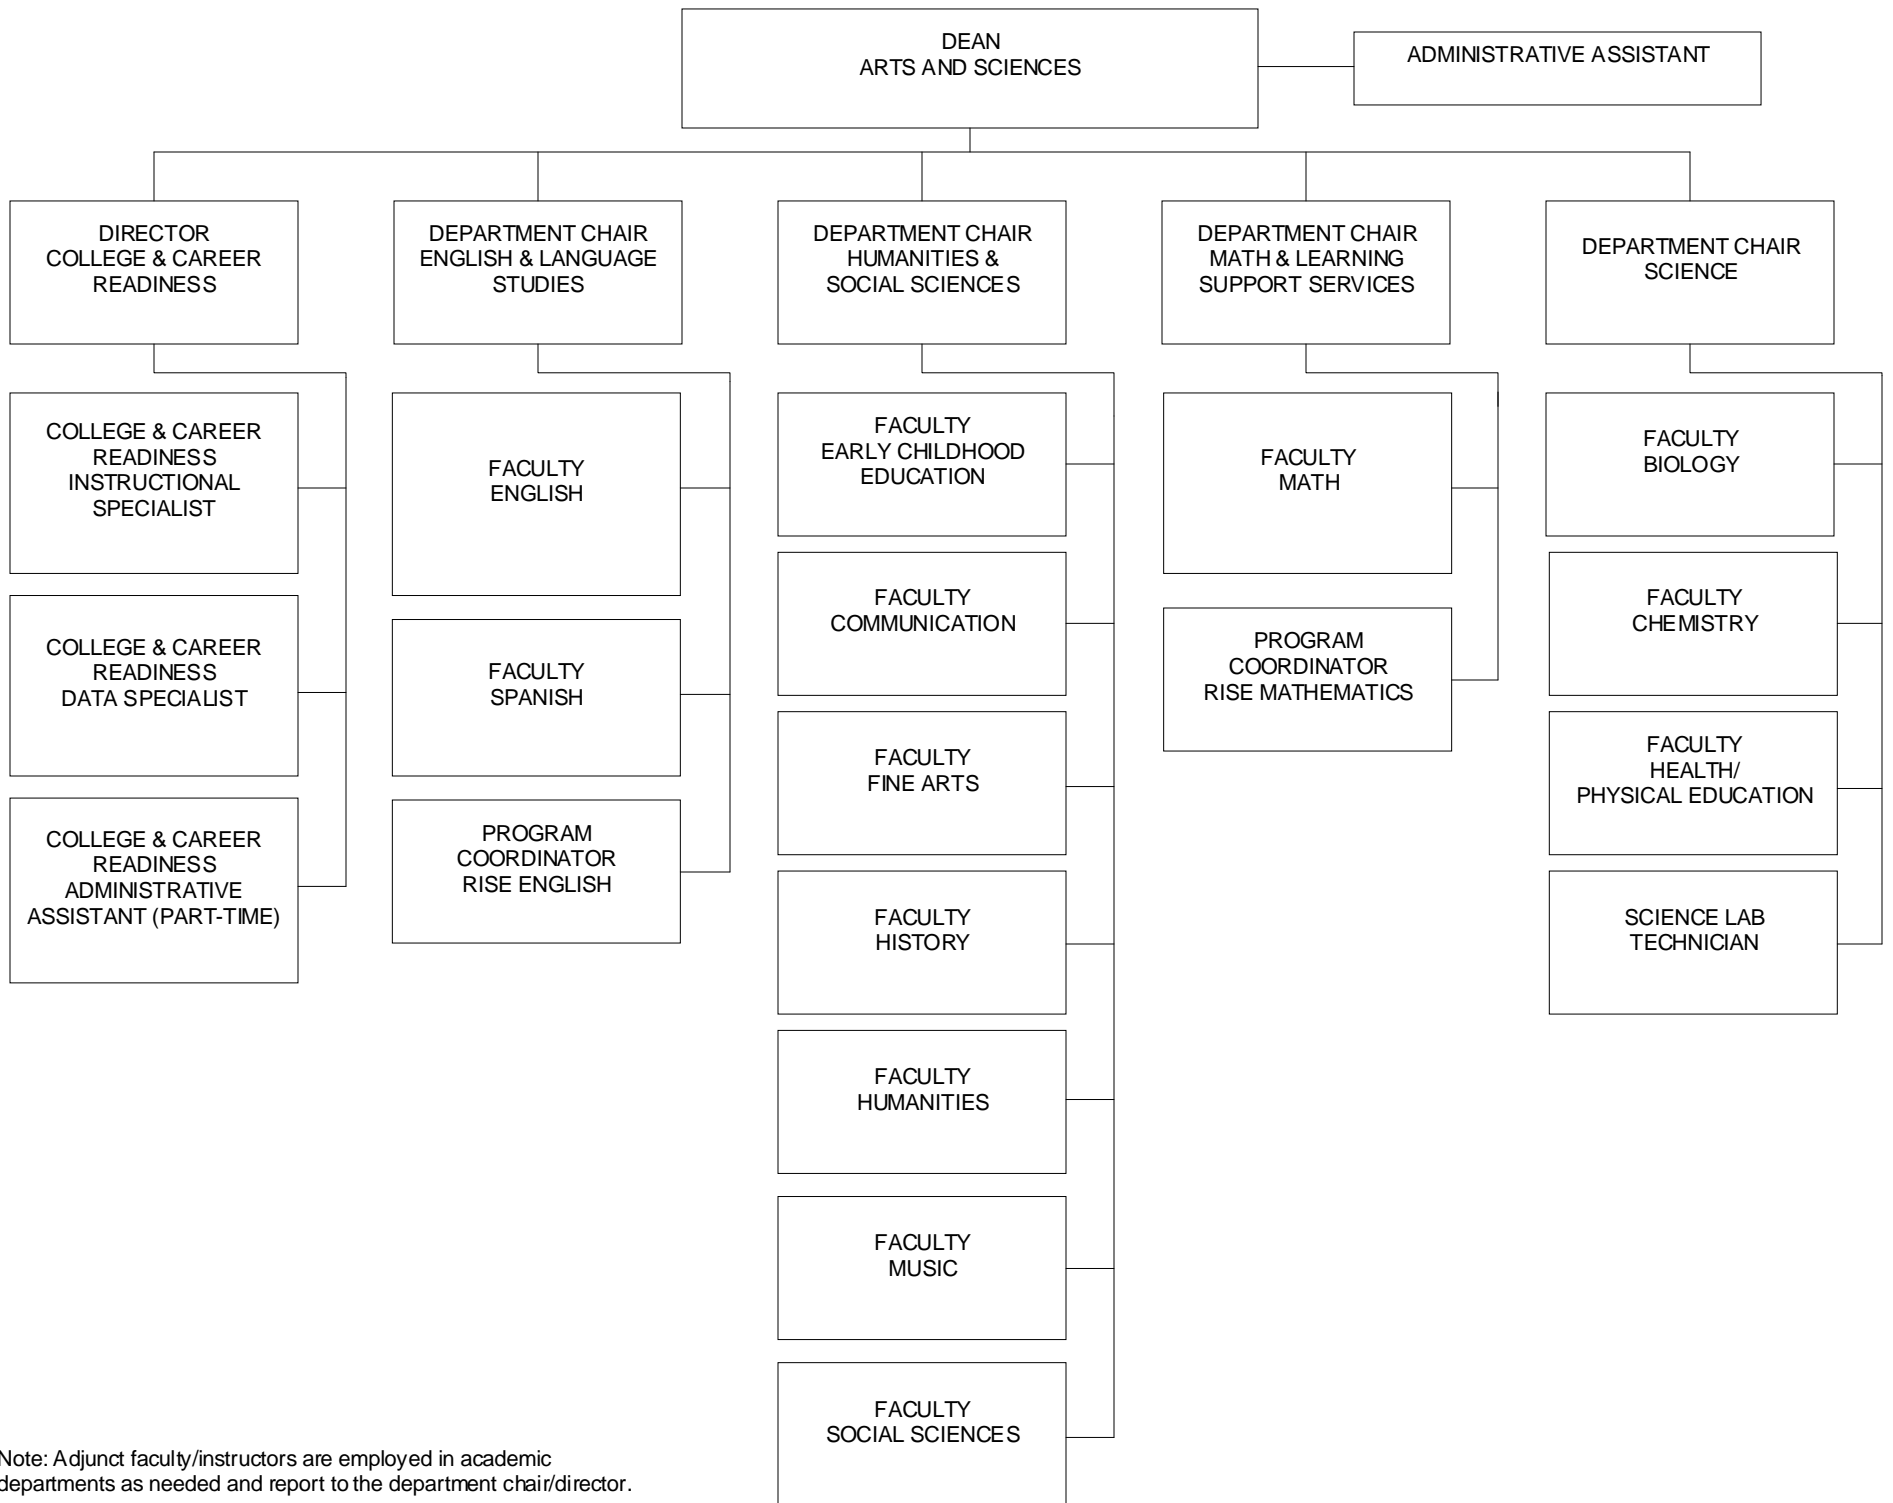 DEAN
ARTS AND SCIENCES
ADMINISTRATIVE ASSISTANT
DIRECTOR
COLLEGE & CAREER
READINESS
DEPARTMENT CHAIR
ENGLISH & LANGUAGE
STUDIES
DEPARTMENT CHAIR
HUMANITIES &
SOCIAL SCIENCES
DEPARTMENT CHAIR
MATH & LEARNING
SUPPORT SERVICES
DEPARTMENT CHAIR
SCIENCE
COLLEGE & CAREER
READINESS
INSTRUCTIONAL
SPECIALIST
COLLEGE & CAREER
READINESS
DATA SPECIALIST
COLLEGE & CAREER
READINESS
ADMINISTRATIVE
ASSISTANT (PART-TIME)
FACULTY
ENGLISH
FACULTY
SPANISH
PROGRAM
COORDINATOR
RISE ENGLISH
FACULTY
EARLY CHILDHOOD
EDUCATION
FACULTY
COMMUNICATION
FACULTY
FINE ARTS
FACULTY
HISTORY
FACULTY
HUMANITIES
FACULTY
MUSIC
FACULTY
SOCIAL SCIENCES
FACULTY
MATH
PROGRAM
COORDINATOR
RISE MATHEMATICS
FACULTY
BIOLOGY
FACULTY
CHEMISTRY
FACULTY
HEALTH/
PHYSICAL EDUCATION
SCIENCE LAB
TECHNICIAN
Note: Adjunct faculty/instructors are employed in academic
departments as needed and report to the department chair/director.